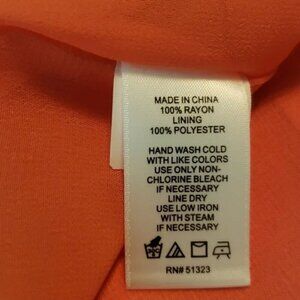 MADE IN CHINA
100% RAYON
LINING
100% POLYESTER
HAND WASH COLD
WITH LIKE COLORS
USE ONLY NON-
CHLORINE BLEACH
IF NECESSARY
LINE DRY
USE LOW IRON
WITH STEAM
IF NECESSARY
RN# 51323